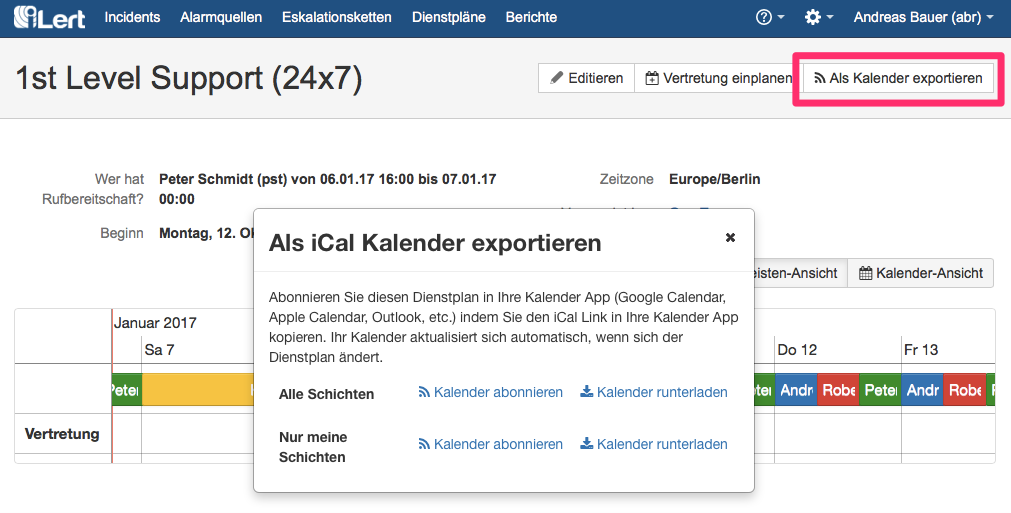 iLert Incidents Alarmquellen Eskalationsketten Dienstpläne Berichte Andreas Bauer (abr)
1st Level Support (24x7)
Editieren Vertretung einplanen Als Kalender exportieren
Wer hat Rufbereitschaft?
Peter Schmidt (pst) von 06.01.17 16:00 bis 07.01.17
00:00
Zeitzone Europe/Berlin
Beginn Montag, 12.
Als iCal Kalender exportieren
eisten-Ansicht Kalender-Ansicht
Abonnieren Sie diesen Dienstplan in Ihre Kalender App (Google Calendar,
Apple Calendar, Outlook, etc.) indem Sie den iCal Link in Ihre Kalender App
kopieren. Ihr Kalender aktualisiert sich automatisch, wenn sich der
Dienstplan ändert.
Alle Schichten Kalender abonnieren Kalender runterladen
Nur meine
Schichten
Kalender abonnieren Kalender runterladen
Januar 2017
Sa 7 Do 12 Fr 13
Peter Andr Robe Peter Andr Robe
Vertretung